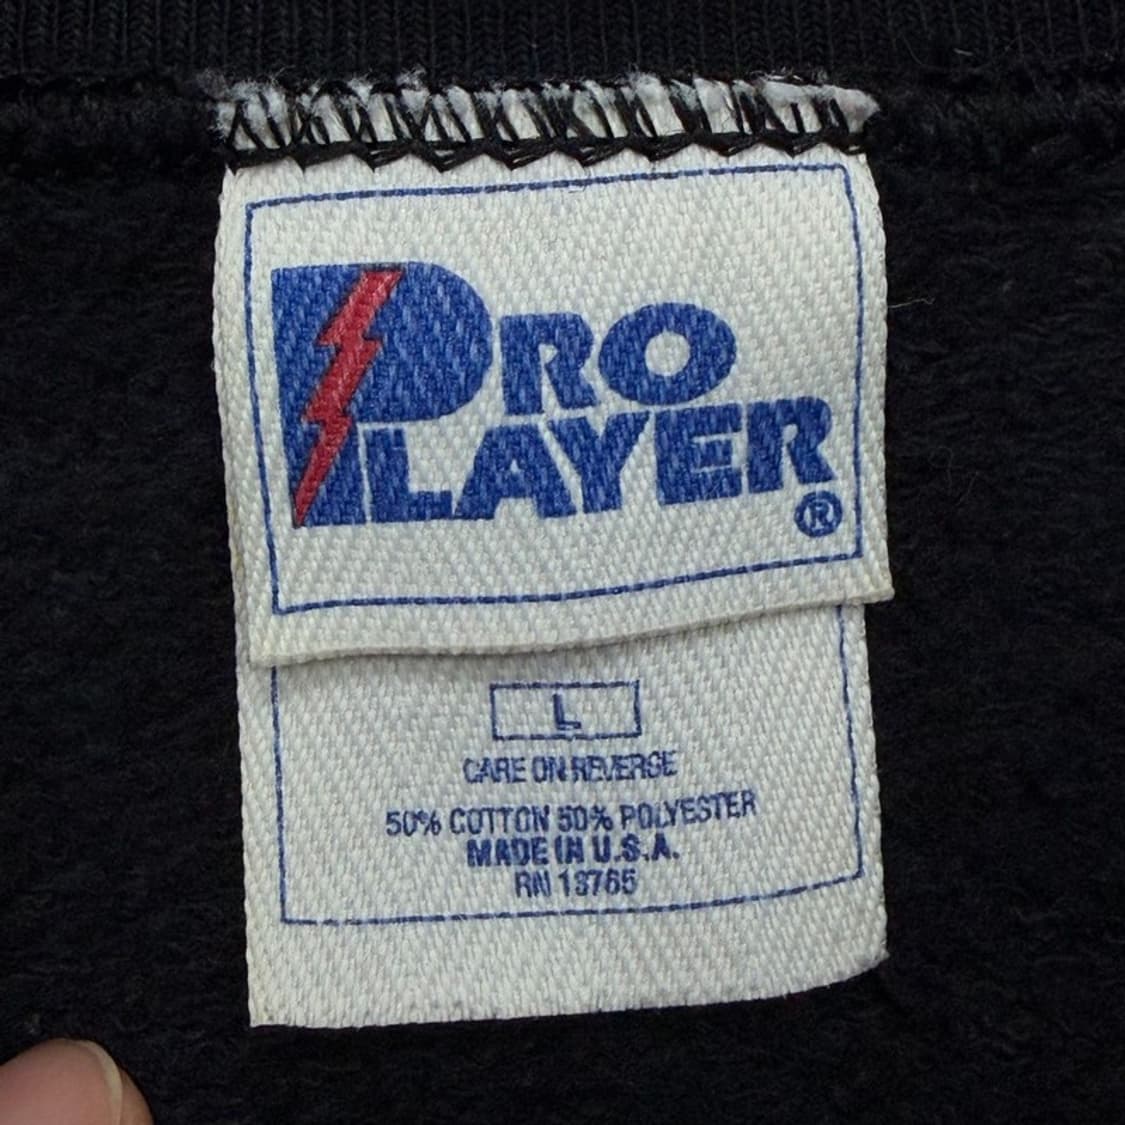 PRO
PLAYER®
L
CARE ON REVERSE
50% COTTON 50% POLYESTER
MADE IN U.S.A.
RN 13765